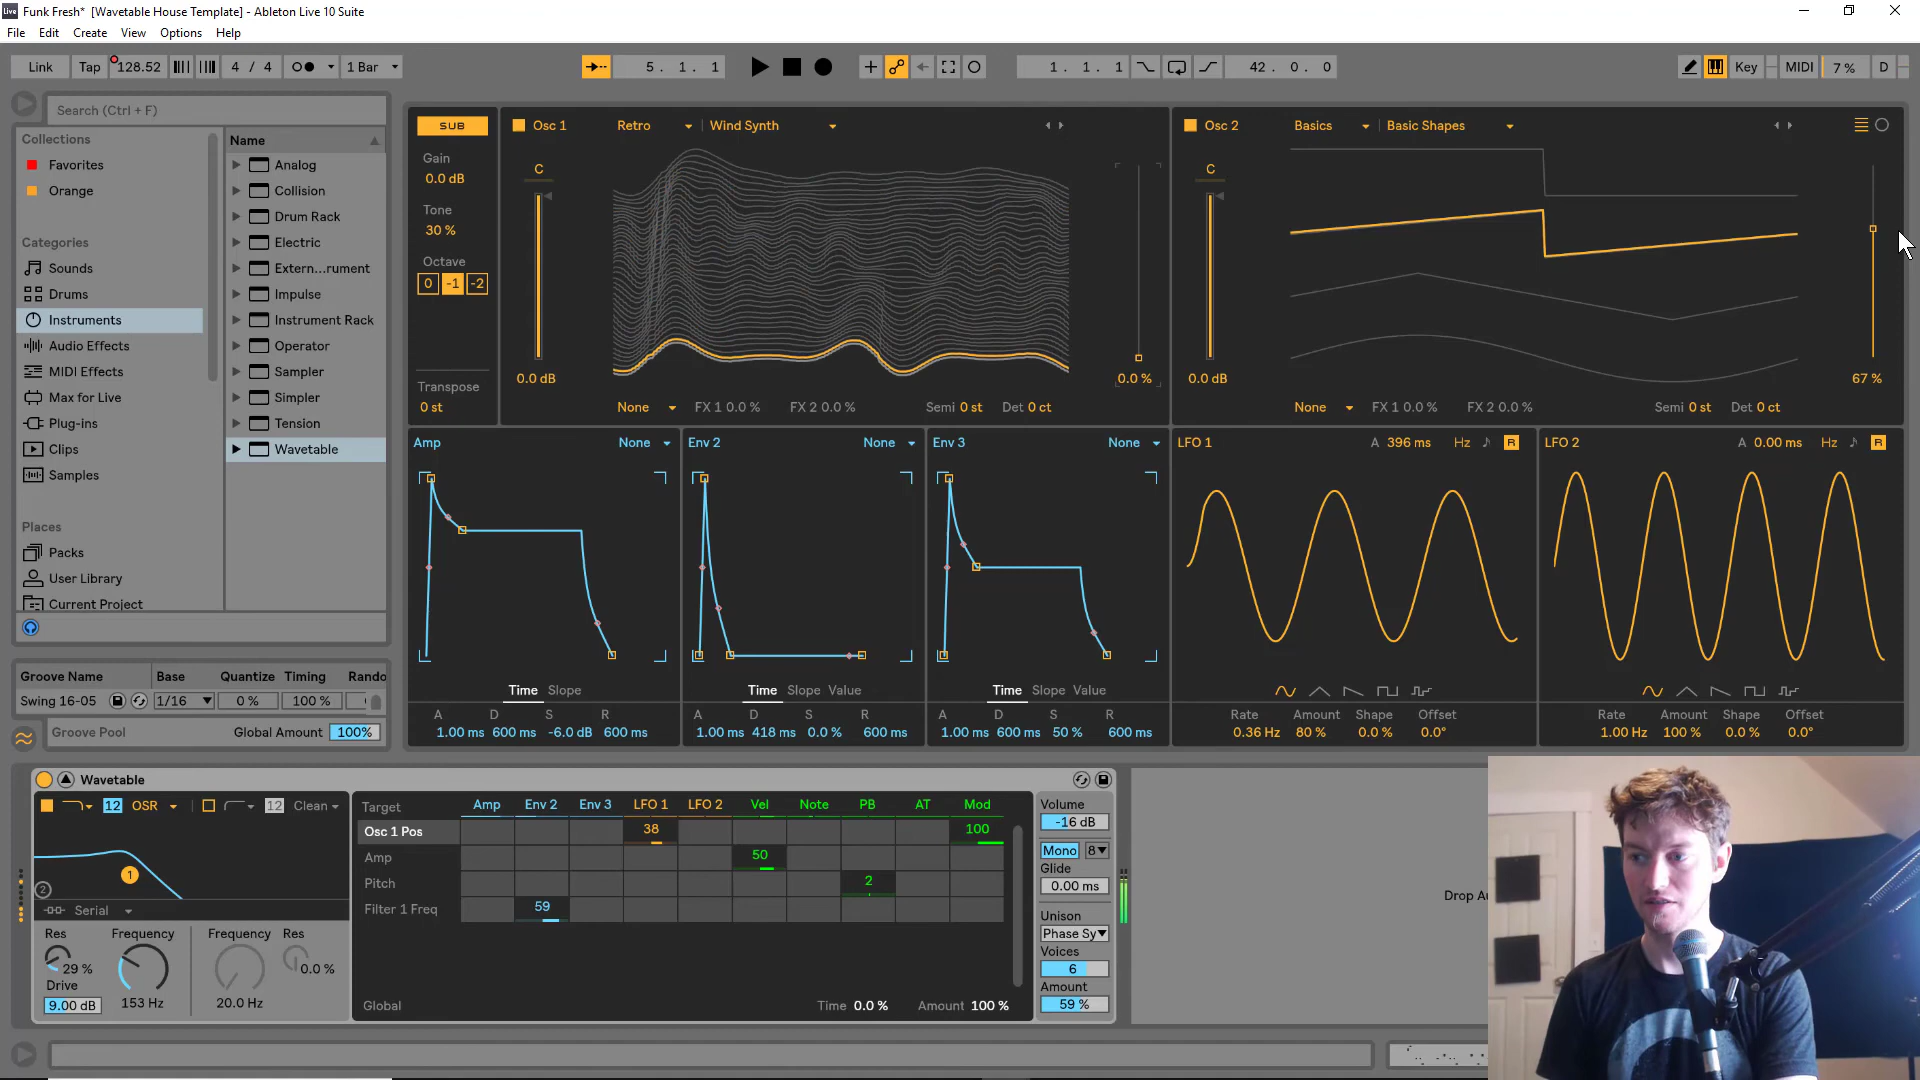 Live Funk Fresh* [Wavetable House Template] - Ableton Live 10 Suite
File Edit Create View Options Help
Link Tap 128.52 4 / 4 1 Bar 5. 1. 1 1. 1. 1 42. 0. 0 Key MIDI 7 % D
Search (Ctrl + F)
Collections
Favorites
Orange
Categories
Sounds
Drums
Instruments
Audio Effects
MIDI Effects
Max for Live
Plug-ins
Clips
Samples
Places
Packs
User Library
Current Project
Name
Analog
Collision
Drum Rack
Electric
Extern...rument
Impulse
Instrument Rack
Operator
Sampler
Simpler
Tension
Wavetable
Groove Name Base Quantize Timing Rando
Swing 16-05 1/16 0 % 100 %
Groove Pool Global Amount 100%
SUB
Gain
0.0 dB
Tone
30 %
Octave
0 -1 -2
Transpose
0 st
Osc 1 Retro Wind Synth
C
0.0 dB 0.0 %
None FX 1 0.0 % FX 2 0.0 % Semi 0 st Det 0 ct
Osc 2 Basics Basic Shapes
C
0.0 dB 67 %
None FX 1 0.0 % FX 2 0.0 % Semi 0 st Det 0 ct
Amp None
Time Slope
A D S R
1.00 ms 600 ms -6.0 dB 600 ms
Env 2 None
Time Slope Value
A D S R
1.00 ms 418 ms 0.0 % 600 ms
Env 3 None
Time Slope Value
A D S R
1.00 ms 600 ms 50 % 600 ms
LFO 1 A 396 ms Hz R
Rate Amount Shape Offset
0.36 Hz 80 % 0.0 % 0.0°
LFO 2 A 0.00 ms Hz R
Rate Amount Shape Offset
1.00 Hz 100 % 0.0 % 0.0°
Wavetable
12 OSR 12 Clean
1
2
Serial
Res Frequency Frequency Res
29 % 0.0 %
Drive
9.00 dB 153 Hz 20.0 Hz
Target Amp Env 2 Env 3 LFO 1 LFO 2 Vel Note PB AT Mod
Osc 1 Pos 38 100
Amp 50
Pitch 2
Filter 1 Freq 59
Global Time 0.0 % Amount 100 %
Volume
-16 dB
Mono 8
Glide
0.00 ms
Unison
Phase Sy
Voices
6
Amount
59 %
Drop Au